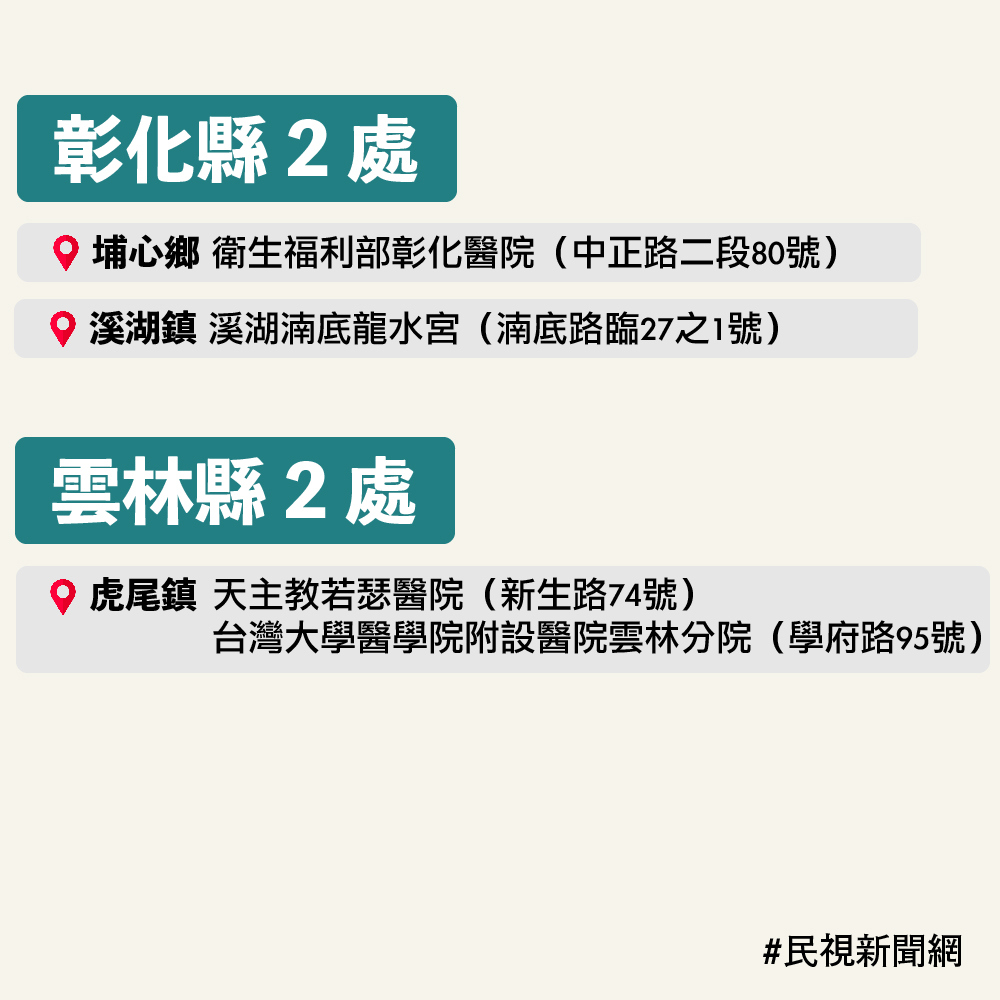 彰化縣 2 處
埔心鄉 衛生福利部彰化醫院（中正路二段80號）
溪湖鎮 溪湖湳底龍水宮（湳底路臨27之1號）
雲林縣 2 處
虎尾鎮 天主教若瑟醫院（新生路74號）
台灣大學醫學院附設醫院雲林分院（學府路95號）
#民視新聞網